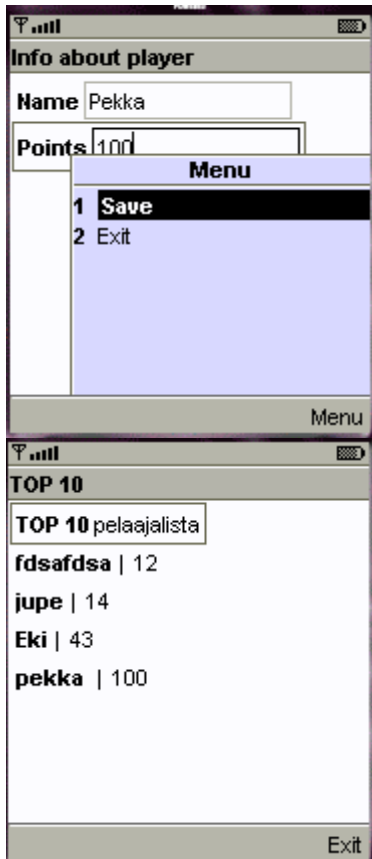 Info about player
Name Pekka
Points 100
Menu
1 Save
2 Exit
Menu
TOP 10
TOP 10 pelaajalista
fdsafdsa | 12
jupe | 14
Eki | 43
pekka | 100
Exit